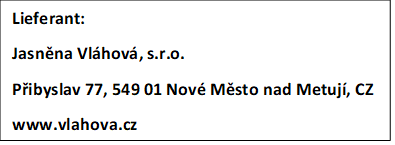 Lieferant:
Jasněna Vláhová, s.r.o.
Přibyslav 77, 549 01 Nové Město nad Metují, CZ
www.vlahova.cz